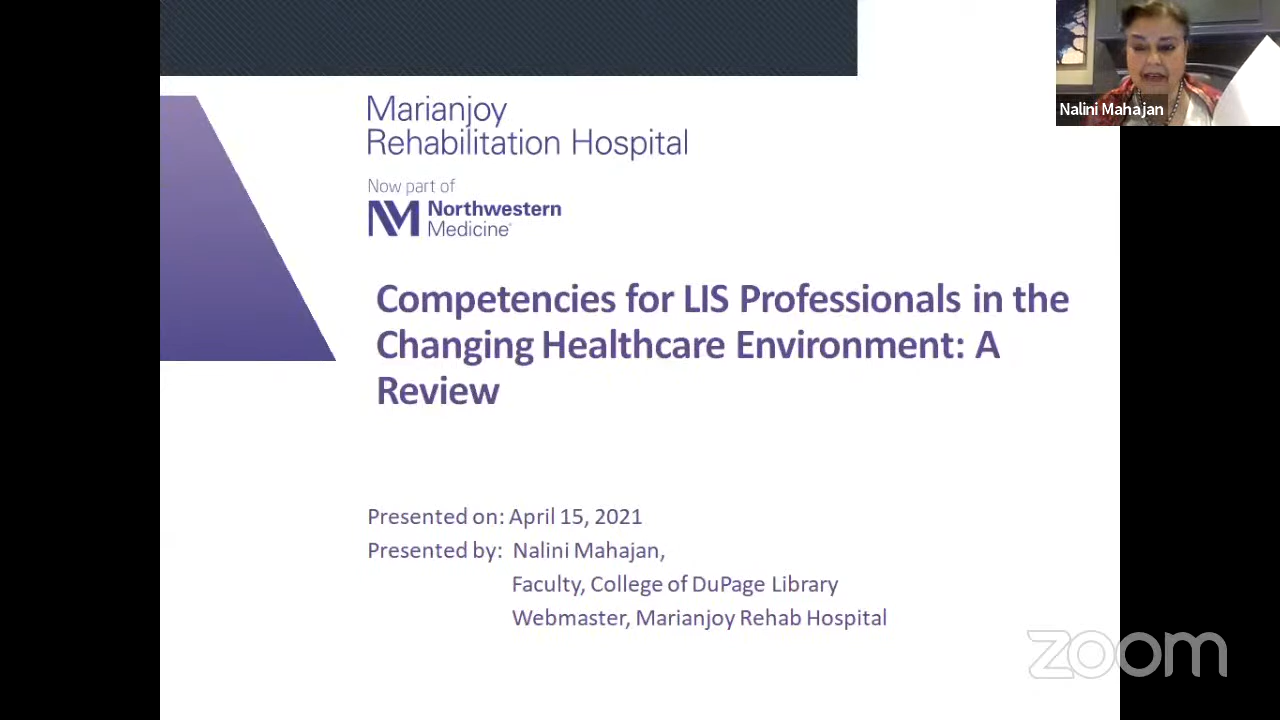 Marianjoy
Rehabilitation Hospital
Now part of
NM Northwestern
Medicine®
Nalini Mahajan
Competencies for LIS Professionals in the
Changing Healthcare Environment: A
Review
Presented on: April 15, 2021
Presented by: Nalini Mahajan,
Faculty, College of DuPage Library
Webmaster, Marianjoy Rehab Hospital
zoom